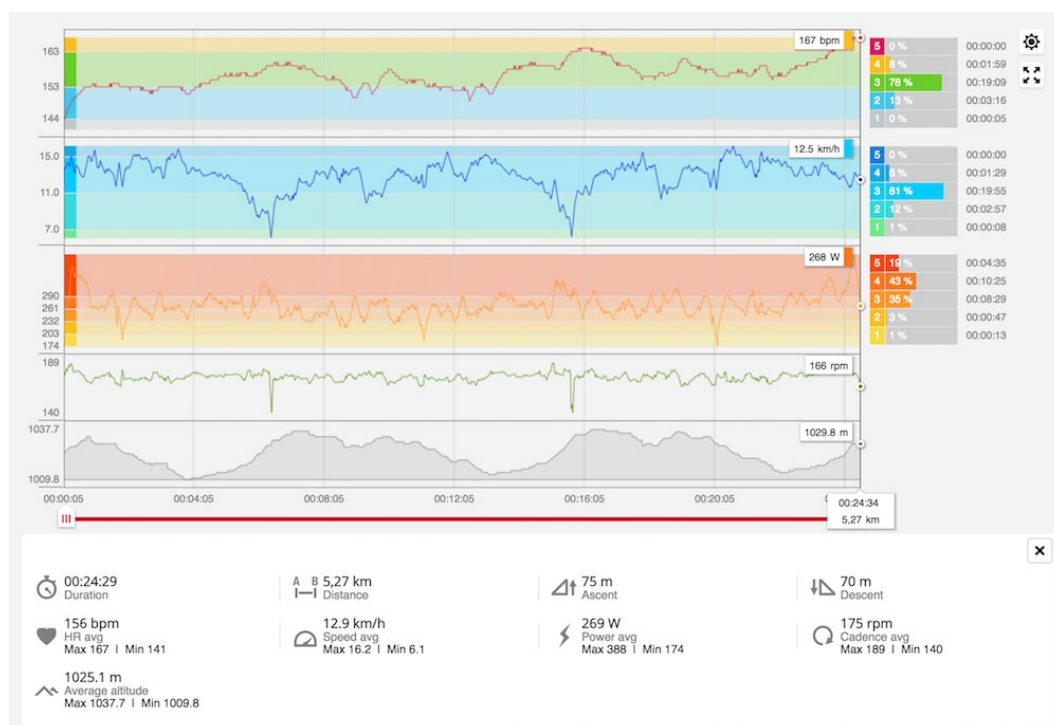 167 bpm
163
153
144
5 0 %
00:00:00
4 8 %
00:01:59
3 78 %
00:19:09
2 13 %
00:03:16
1 0 %
00:00:05
12.5 km/h
15.0
11.0
7.0
5 0 %
00:00:00
4 6 %
00:01:29
3 81 %
00:19:55
2 12 %
00:02:57
1 1 %
00:00:08
268 W
290
261
232
203
174
5 19 %
00:04:35
4 43 %
00:10:25
3 35 %
00:08:29
2 3 %
00:00:47
1 1 %
00:00:13
189
166 rpm
140
1037.7
1029.8 m
1009.8
00:00:05
00:04:05
00:08:05
00:12:05
00:16:05
00:20:05
00:24:34
5,27 km
00:24:29
Duration
A B 5,27 km
Distance
75 m
Ascent
70 m
Descent
156 bpm
HR avg
Max 167 | Min 141
12.9 km/h
Speed avg
Max 16.2 | Min 6.1
269 W
Power avg
Max 388 | Min 174
175 rpm
Cadence avg
Max 189 | Min 140
1025.1 m
Average altitude
Max 1037.7 | Min 1009.8